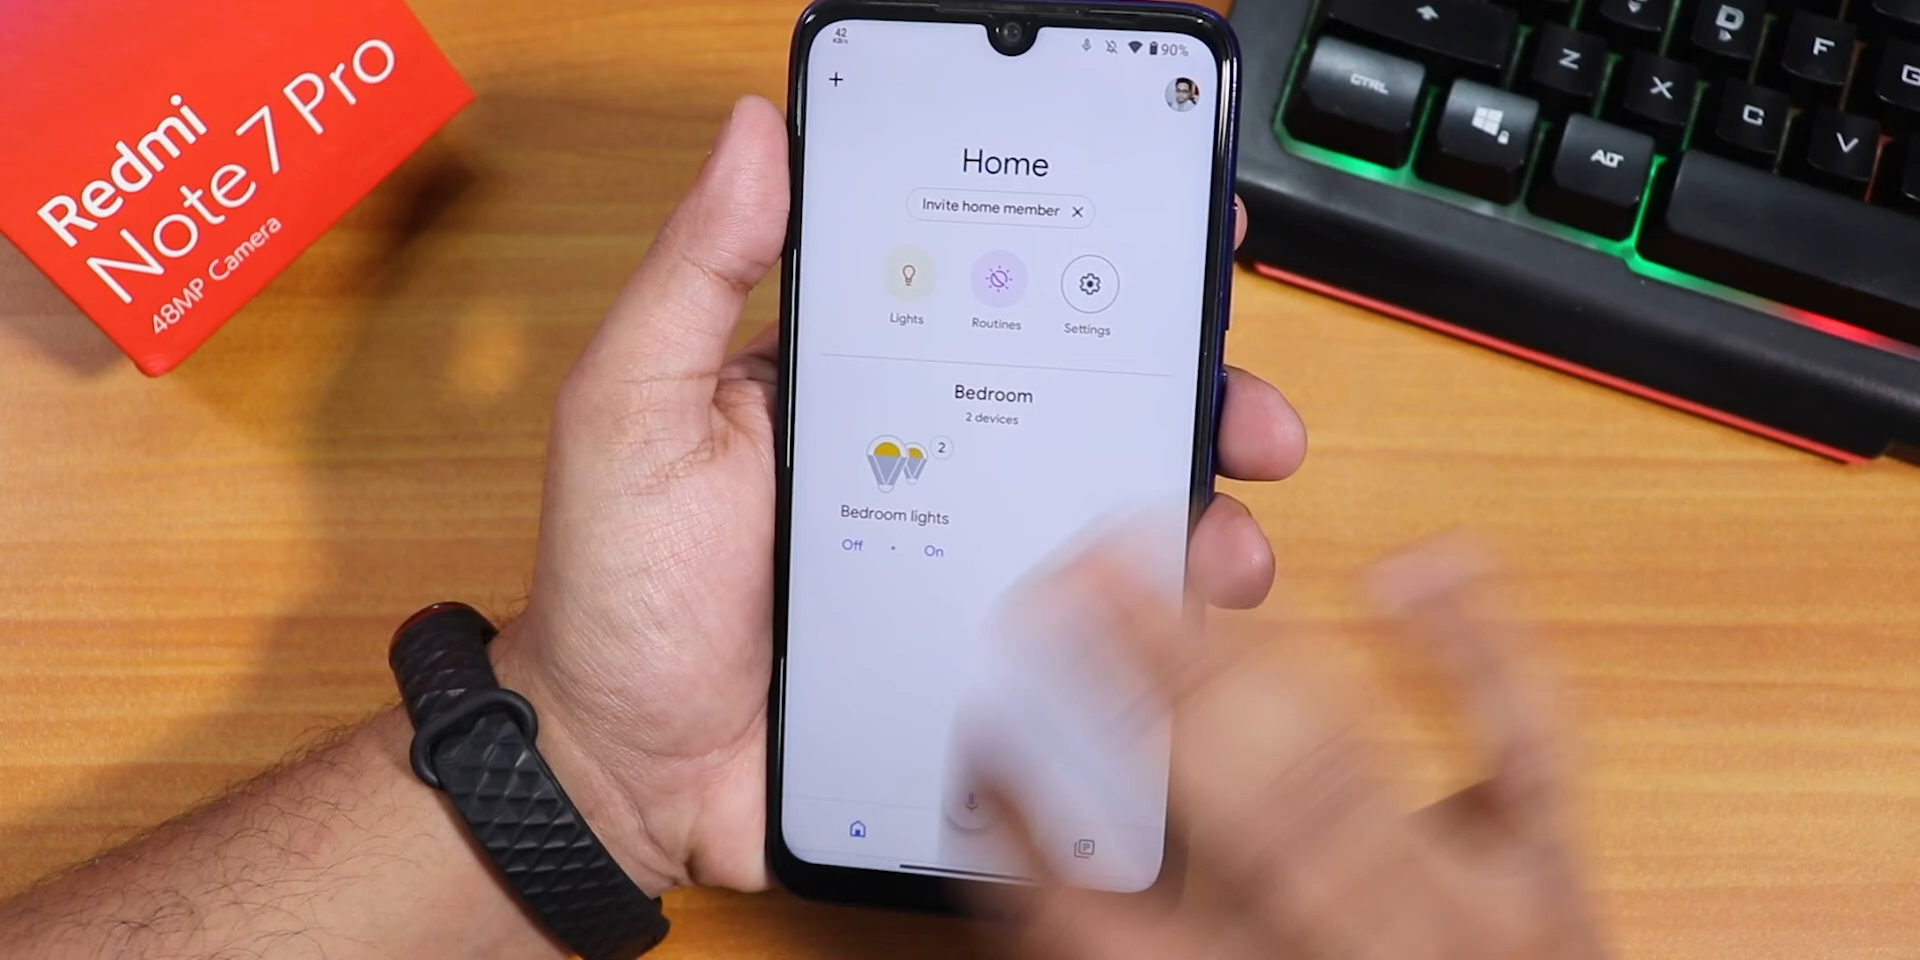 Redmi
Note 7 Pro
48MP Camera
42
90%
Home
Invite home member
Lights
Routines
Settings
Bedroom
2 devices
2
Bedroom lights
Off • On
D
F
G
Z
X
C
V
CTRL
ALT